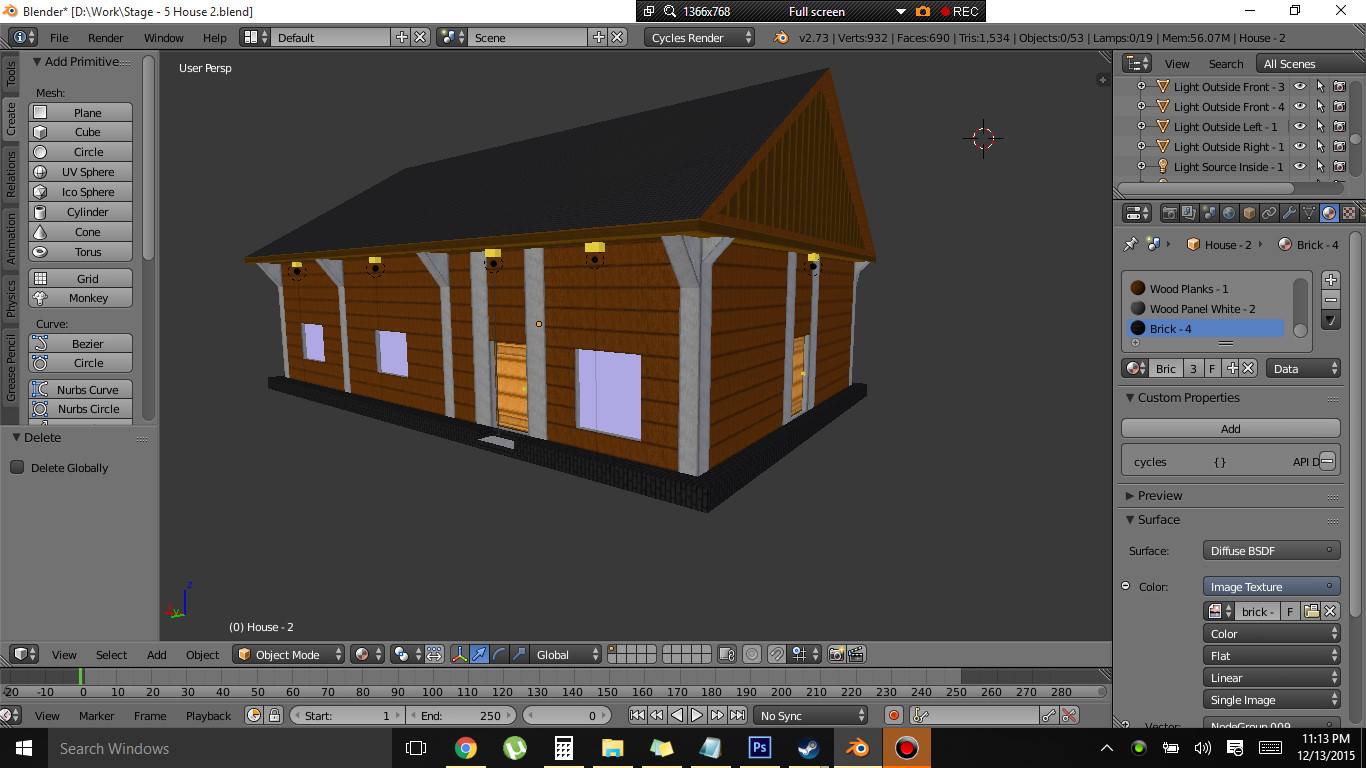 Blender* [D:\Work\Stage - 5 House 2.blend]
1366x768 Full screen REC
File Render Window Help Default Scene Cycles Render v2.73 | Verts:932 | Faces:690 | Tris:1,534 | Objects:0/53 | Lamps:0/19 | Mem:56.07M | House - 2
Tools
Create
Relations
Animation
Physics
Grease Pencil
Add Primitive
Mesh:
Plane
Cube
Circle
UV Sphere
Ico Sphere
Cylinder
Cone
Torus
Grid
Monkey
Curve:
Bezier
Circle
Nurbs Curve
Nurbs Circle
Delete
Delete Globally
User Persp
z
y
(0) House - 2
View Search All Scenes
Light Outside Front - 3
Light Outside Front - 4
Light Outside Left - 1
Light Outside Right - 1
Light Source Inside - 1
House - 2 Brick - 4
Wood Planks - 1
Wood Panel White - 2
Brick - 4
Bric 3 F Data
Custom Properties
Add
cycles {} API D
Preview
Surface
Surface: Diffuse BSDF
Color: Image Texture
brick - F
Color
Flat
Linear
Single Image
Vector: NodeGroup.009
View Select Add Object Object Mode Global
-20 -10 0 10 20 30 40 50 60 70 80 90 100 110 120 130 140 150 160 170 180 190 200 210 220 230 240 250 260 270 280
View Marker Frame Playback Start: 1 End: 250 0 No Sync
Search Windows
Ps
11:13 PM
12/13/2015